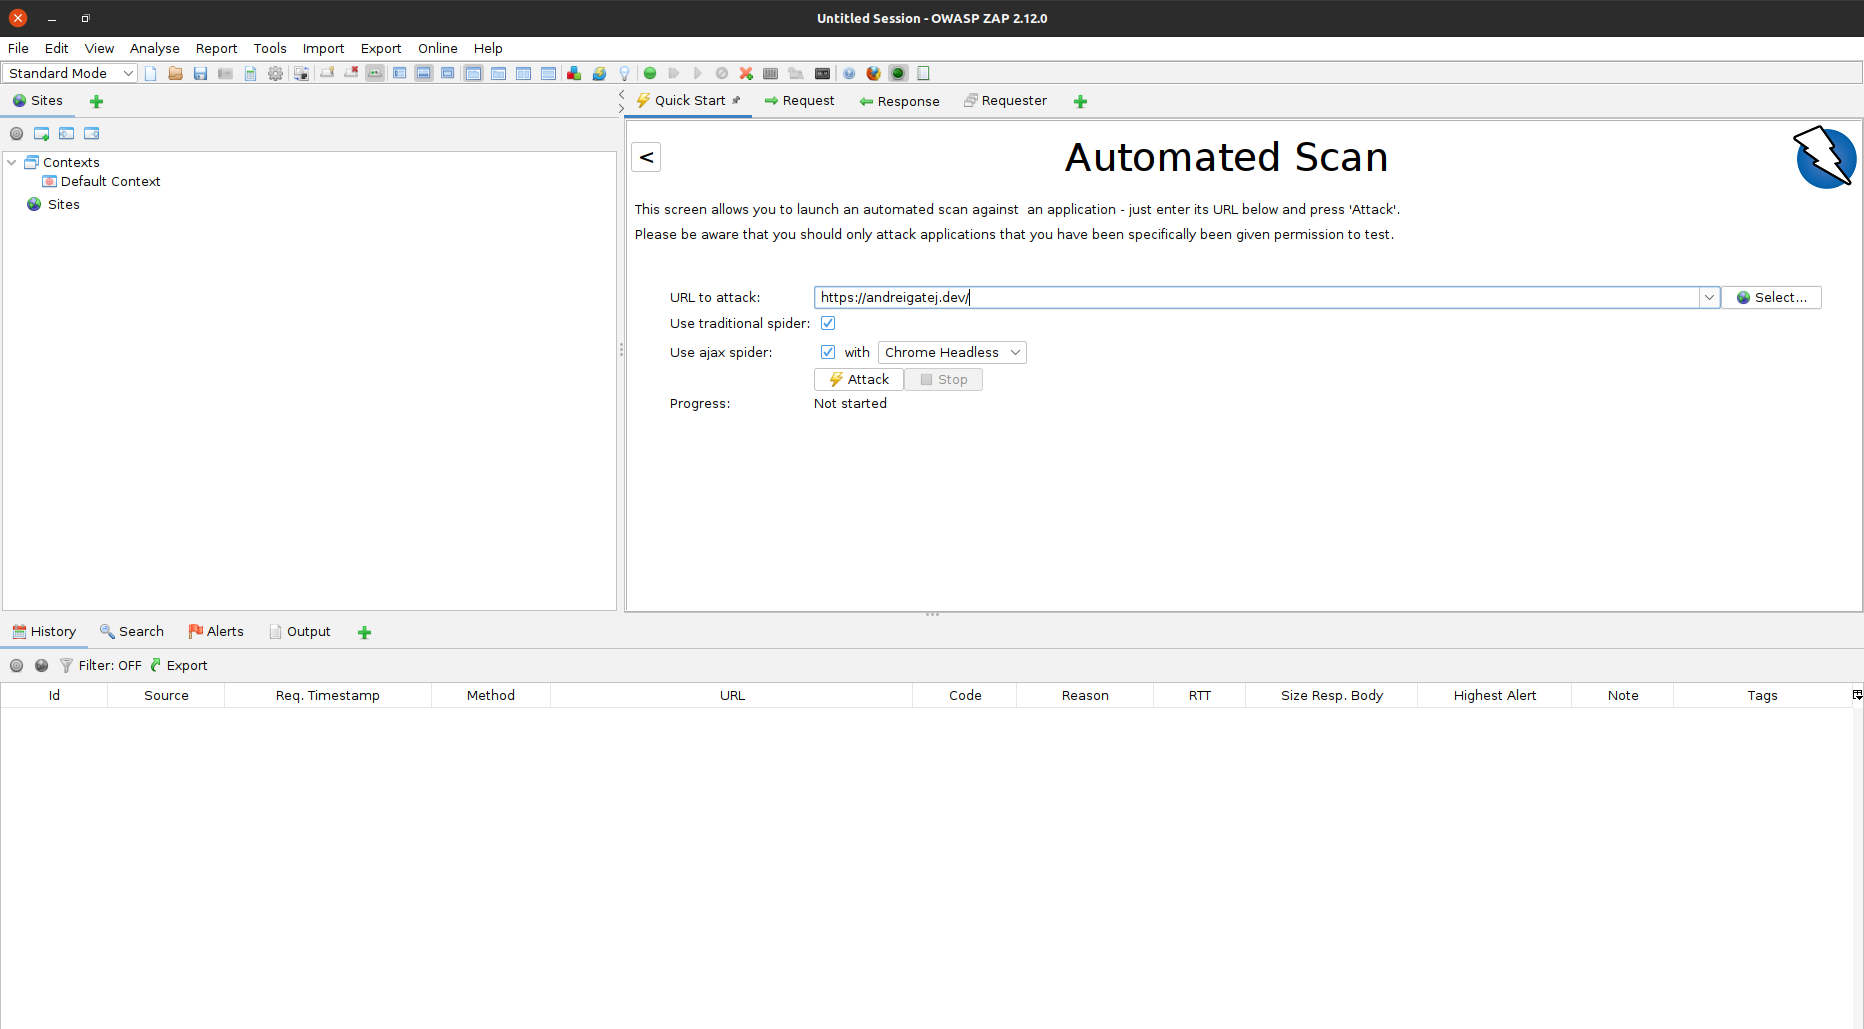 Untitled Session - OWASP ZAP 2.12.0
File Edit View Analyse Report Tools Import Export Online Help
Standard Mode
Sites
Quick Start Request Response Requester
<
Automated Scan
Contexts
Default Context
Sites
This screen allows you to launch an automated scan against  an application - just enter its URL below and press 'Attack'.
Please be aware that you should only attack applications that you have been specifically been given permission to test.
URL to attack: https://andreigatej.dev/ Select...
Use traditional spider:
Use ajax spider: with Chrome Headless
Attack Stop
Progress: Not started
History Search Alerts Output
Filter: OFF Export
Id Source Req. Timestamp Method URL Code Reason RTT Size Resp. Body Highest Alert Note Tags